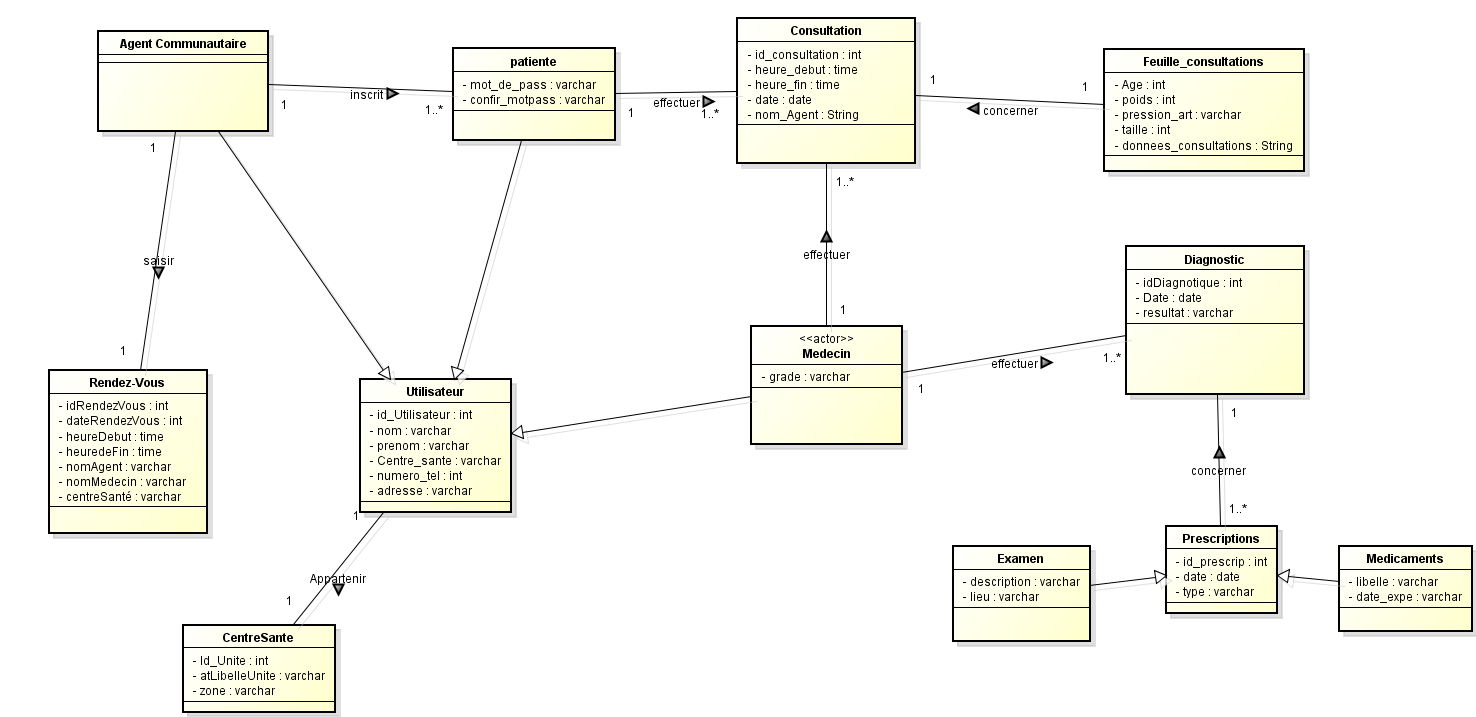 Agent Communautaire
1
inscrit
1..*
patiente
- mot_de_pass : varchar
- confir_motpass : varchar
1
effectuer
1..*
Consultation
- id_consultation : int
- heure_debut : time
- heure_fin : time
- date : date
- nom_Agent : String
1
concerner
1
Feuille_consultations
- Age : int
- poids : int
- pression_art : varchar
- taille : int
- donnees_consultations : String
1
saisir
1
1..*
effectuer
1
Rendez-Vous
- idRendezVous : int
- dateRendezVous : int
- heureDebut : time
- heuredeFin : time
- nomAgent : varchar
- nomMedecin : varchar
- centreSanté : varchar
Utilisateur
- id_Utilisateur : int
- nom : varchar
- prenom : varchar
- Centre_sante : varchar
- numero_tel : int
- adresse : varchar
<<actor>>
Medecin
- grade : varchar
1
effectuer
1..*
Diagnostic
- idDiagnotique : int
- Date : date
- resultat : varchar
1
concerner
1..*
1
Appartenir
1
CentreSante
- Id_Unite : int
- atLibelleUnite : varchar
- zone : varchar
Examen
- description : varchar
- lieu : varchar
Prescriptions
- id_prescrip : int
- date : date
- type : varchar
Medicaments
- libelle : varchar
- date_expe : varchar